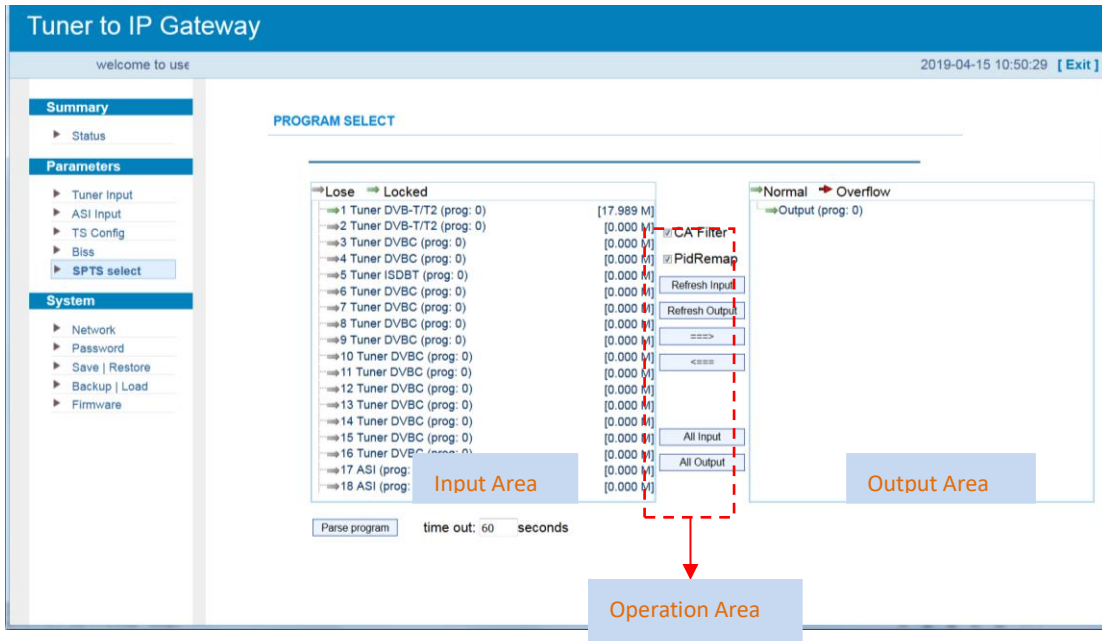 Tuner to IP Gateway
welcome to use
2019-04-15 10:50:29 [ Exit ]
Summary
Status
Parameters
Tuner Input
ASI Input
TS Config
Biss
SPTS select
System
Network
Password
Save | Restore
Backup | Load
Firmware
PROGRAM SELECT
Lose Locked
1 Tuner DVB-T/T2 (prog: 0) [17.989 M]
2 Tuner DVB-T/T2 (prog: 0) [0.000 M]
3 Tuner DVBC (prog: 0) [0.000 M]
4 Tuner DVBC (prog: 0) [0.000 M]
5 Tuner ISDBT (prog: 0) [0.000 M]
6 Tuner DVBC (prog: 0) [0.000 M]
7 Tuner DVBC (prog: 0) [0.000 M]
8 Tuner DVBC (prog: 0) [0.000 M]
9 Tuner DVBC (prog: 0) [0.000 M]
10 Tuner DVBC (prog: 0) [0.000 M]
11 Tuner DVBC (prog: 0) [0.000 M]
12 Tuner DVBC (prog: 0) [0.000 M]
13 Tuner DVBC (prog: 0) [0.000 M]
14 Tuner DVBC (prog: 0) [0.000 M]
15 Tuner DVBC (prog: 0) [0.000 M]
16 Tuner DVBC (prog: 0) [0.000 M]
17 ASI (prog: [0.000 M]
18 ASI (prog: [0.000 M]
Input Area
CA Filter
PidRemap
Refresh Input
Refresh Output
===>
<===
All Input
All Output
Normal Overflow
Output (prog: 0)
Output Area
Parse program time out: 60 seconds
Operation Area